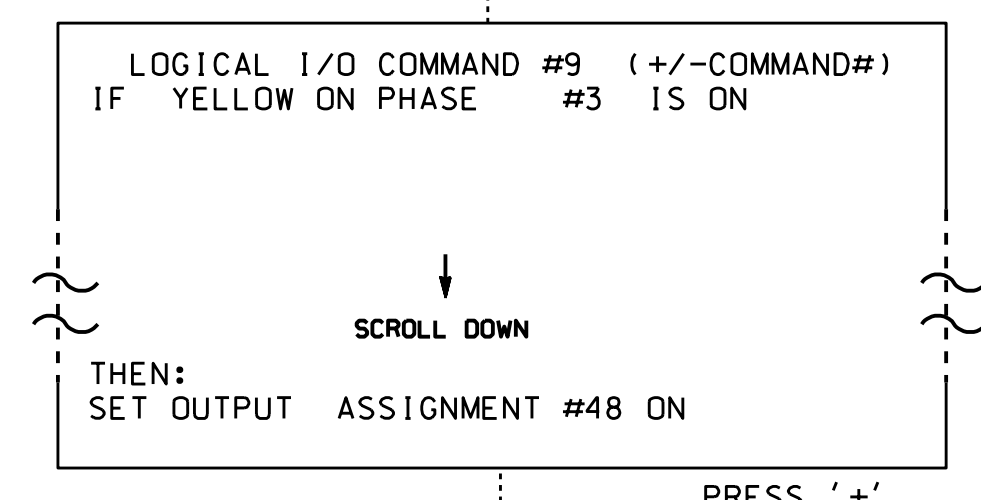 LOGICAL I/O COMMAND #9 (+/-COMMAND#)
IF YELLOW ON PHASE #3 IS ON
SCROLL DOWN
THEN:
SET OUTPUT ASSIGNMENT #48 ON
PRESS '+'